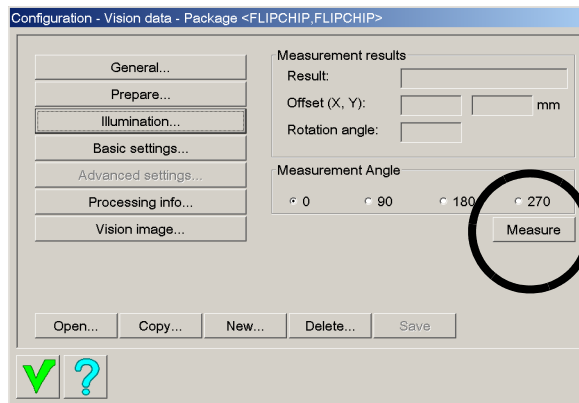 Configuration - Vision data - Package <FLIPCHIP,FLIPCHIP>
General...
Prepare...
Illumination...
Basic settings...
Advanced settings...
Processing info...
Vision image...
Measurement results
Result:
Offset (X, Y):
mm
Rotation angle:
Measurement Angle
0 90 180 270
Measure
Open... Copy... New... Delete... Save
?